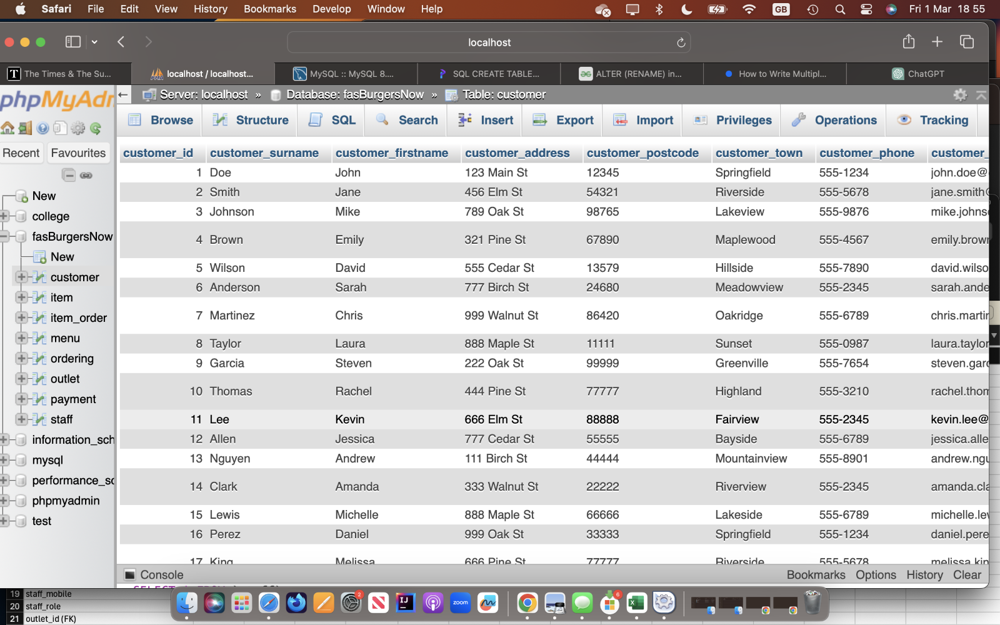 Safari File Edit View History Bookmarks Develop Window Help GB Fri 1 Mar 18 55
localhost
The Times & The Su... localhost / localhost... MySQL :: MySQL 8.... SQL CREATE TABLE... ALTER (RENAME) in... How to Write Multipl... ChatGPT
phpMyAdm
Server: localhost » Database: fasBurgersNow » Table: customer
Browse Structure SQL Search Insert Export Import Privileges Operations Tracking
Recent Favourites
New
college
fasBurgersNow
New
customer
item
item_order
menu
ordering
outlet
payment
staff
information_sch
mysql
performance_sc
phpmyadmin
test
customer_id customer_surname customer_firstname customer_address customer_postcode customer_town customer_phone customer_
1 Doe John 123 Main St 12345 Springfield 555-1234 john.doe@
2 Smith Jane 456 Elm St 54321 Riverside 555-5678 jane.smith@
3 Johnson Mike 789 Oak St 98765 Lakeview 555-9876 mike.johns
4 Brown Emily 321 Pine St 67890 Maplewood 555-4567 emily.brow
5 Wilson David 555 Cedar St 13579 Hillside 555-7890 david.wilso
6 Anderson Sarah 777 Birch St 24680 Meadowview 555-2345 sarah.ande
7 Martinez Chris 999 Walnut St 86420 Oakridge 555-6789 chris.martin
8 Taylor Laura 888 Maple St 11111 Sunset 555-0987 laura.taylor
9 Garcia Steven 222 Oak St 99999 Greenville 555-7654 steven.garc
10 Thomas Rachel 444 Pine St 77777 Highland 555-3210 rachel.thom
11 Lee Kevin 666 Elm St 88888 Fairview 555-2345 kevin.lee@
12 Allen Jessica 777 Cedar St 55555 Bayside 555-6789 jessica.alle
13 Nguyen Andrew 111 Birch St 44444 Mountainview 555-8901 andrew.ngu
14 Clark Amanda 333 Walnut St 22222 Riverview 555-2345 amanda.cla
15 Lewis Michelle 888 Maple St 66666 Lakeside 555-6789 michelle.lew
16 Perez Daniel 999 Oak St 33333 Springfield 555-1234 daniel.pere
17 King Melissa 666 Pine St 77777 Riverside 555-5678 melissa.kin
Console Bookmarks Options History Clear
19 staff_mobile
20 staff_role
21 outlet_id (FK)
2 IJ zoom 6